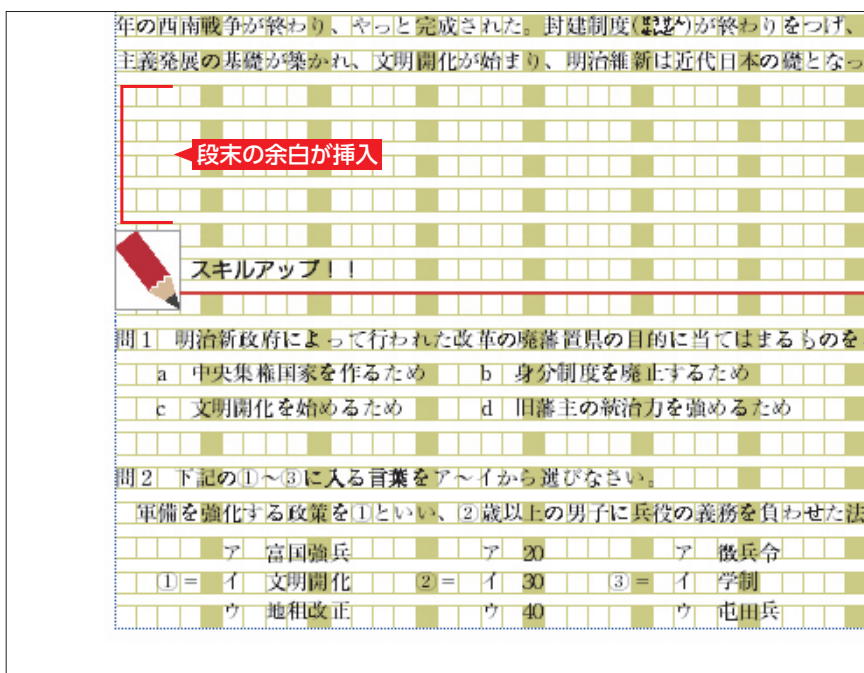 年の西南戦争が終わり、やっと完成された。封建制度()が終わりをつげ、
主義発展の基礎が築かれ、文明開化が始まり、明治維新は近代日本の礎となっ
段末の余白が挿入
スキルアップ！！
問1 明治新政府によって行われた改革の廃藩置県の目的に当てはまるものを
a 中央集権国家を作るため b 身分制度を廃止するため
c 文明開化を始めるため d 旧藩主の統治力を強めるため
問2 下記の①～③に入る言葉をア～イから選びなさい。
軍備を強化する政策を①といい、②歳以上の男子に兵役の義務を負わせた法
ア 富国強兵 ア 20 ア 徴兵令
①= イ 文明開化 ②= イ 30 ③= イ 学制
ウ 地租改正 ウ 40 ウ 屯田兵